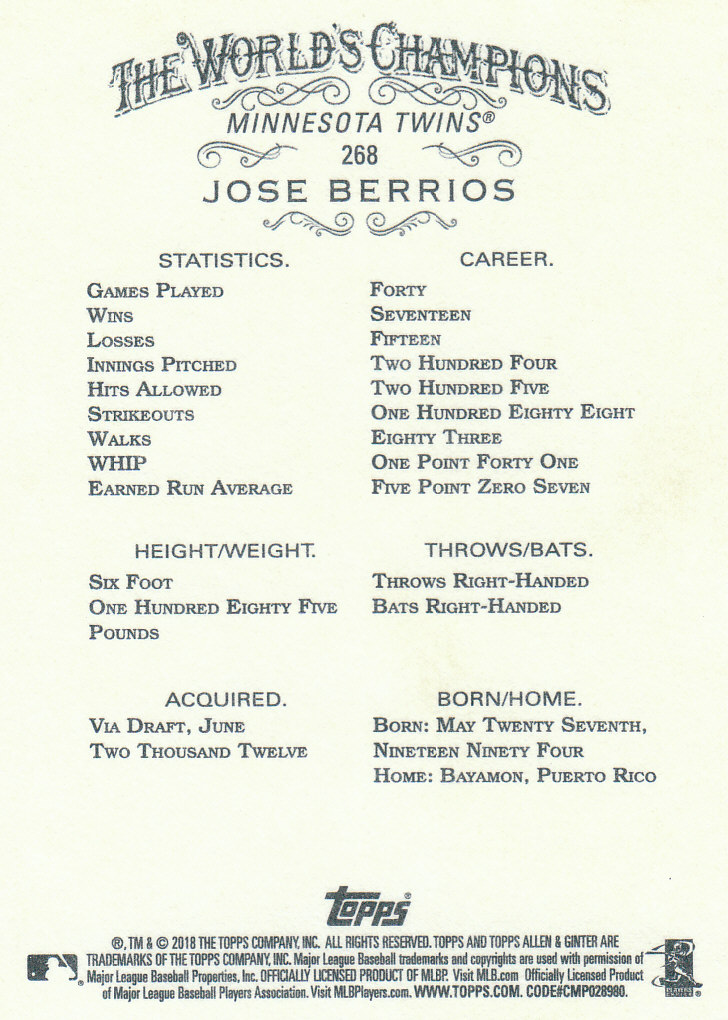 THE WORLD'S CHAMPIONS
MINNESOTA TWINS®
268
JOSE BERRIOS
STATISTICS. CAREER.
GAMES PLAYED FORTY
WINS SEVENTEEN
LOSSES FIFTEEN
INNINGS PITCHED TWO HUNDRED FOUR
HITS ALLOWED TWO HUNDRED FIVE
STRIKEOUTS ONE HUNDRED EIGHTY EIGHT
WALKS EIGHTY THREE
WHIP ONE POINT FORTY ONE
EARNED RUN AVERAGE FIVE POINT ZERO SEVEN
HEIGHT/WEIGHT.
SIX FOOT
ONE HUNDRED EIGHTY FIVE
POUNDS
THROWS/BATS.
THROWS RIGHT-HANDED
BATS RIGHT-HANDED
ACQUIRED.
VIA DRAFT, JUNE
TWO THOUSAND TWELVE
BORN/HOME.
BORN: MAY TWENTY SEVENTH,
NINETEEN NINETY FOUR
HOME: BAYAMON, PUERTO RICO
Topps®
®, TM & © 2018 THE TOPPS COMPANY, INC. ALL RIGHTS RESERVED. TOPPS AND TOPPS ALLEN & GINTER ARE
TRADEMARKS OF THE TOPPS COMPANY, INC. Major League Baseball trademarks and copyrights are used with permission of
Major League Baseball Properties, Inc. OFFICIALLY LICENSED PRODUCT OF MLBP. Visit MLB.com Officially Licensed Product
of Major League Baseball Players Association. Visit MLBPlayers.com. WWW.TOPPS.COM. CODE#CMP028980.